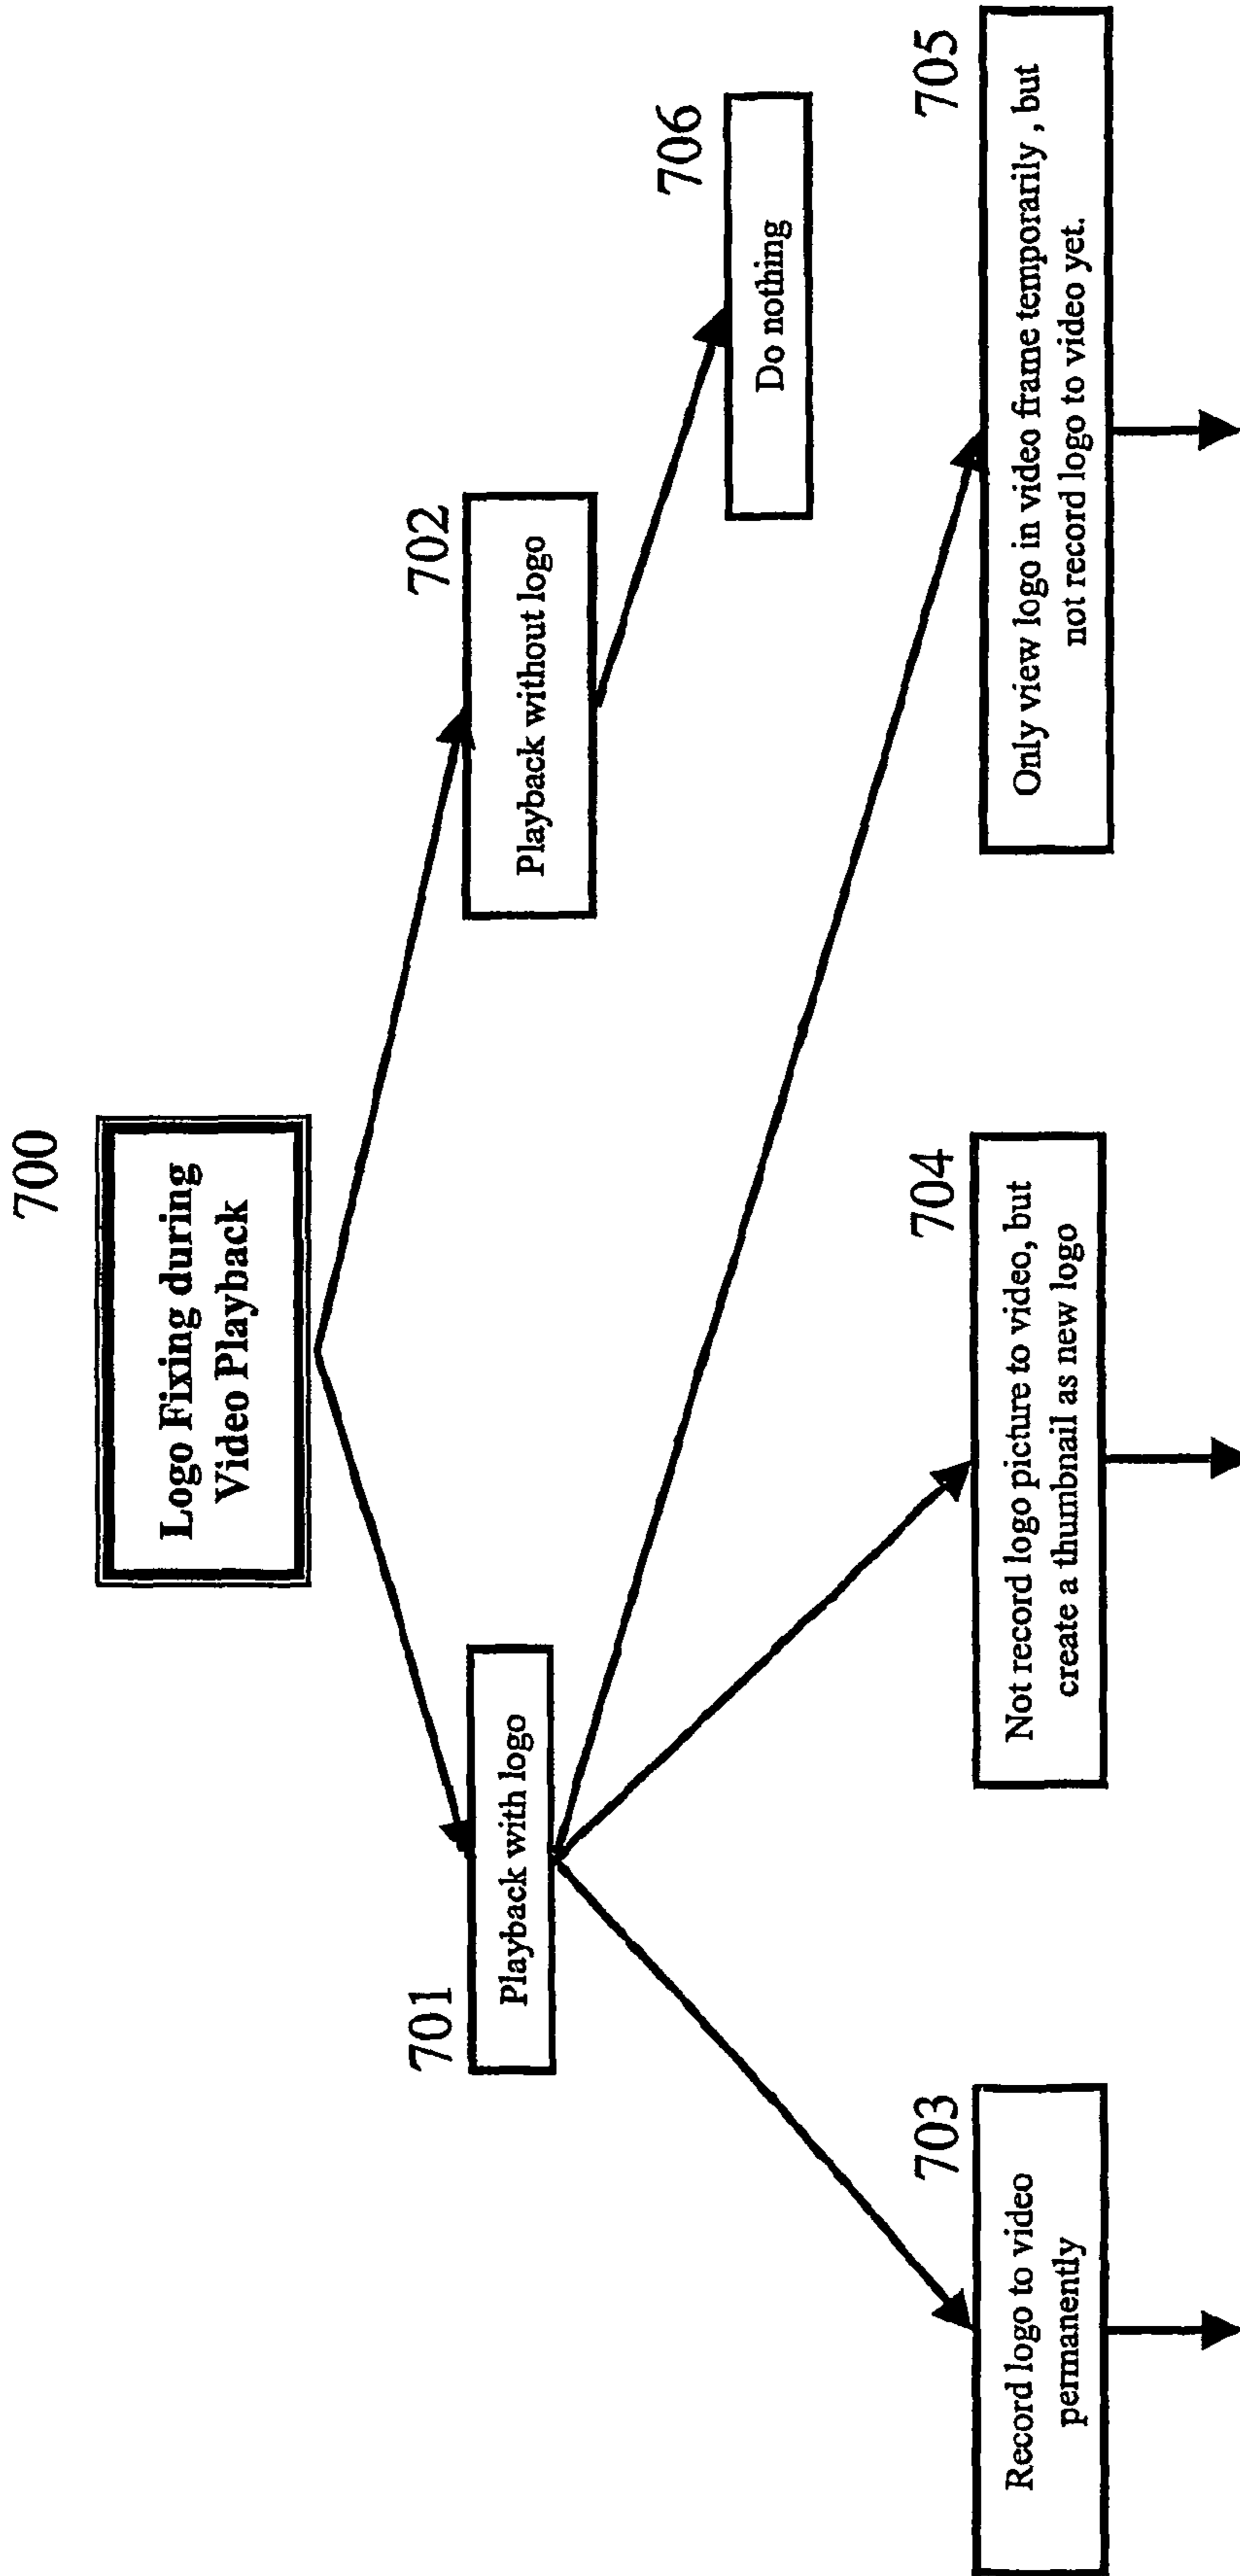 700
Logo Fixing during
Video Playback
701
Playback with logo
702
Playback without logo
706
Do nothing
703
Record logo to video
permanently
704
Not record logo picture to video, but
create a thumbnail as new logo
705
Only view logo in video frame temporarily , but
not record logo to video yet.